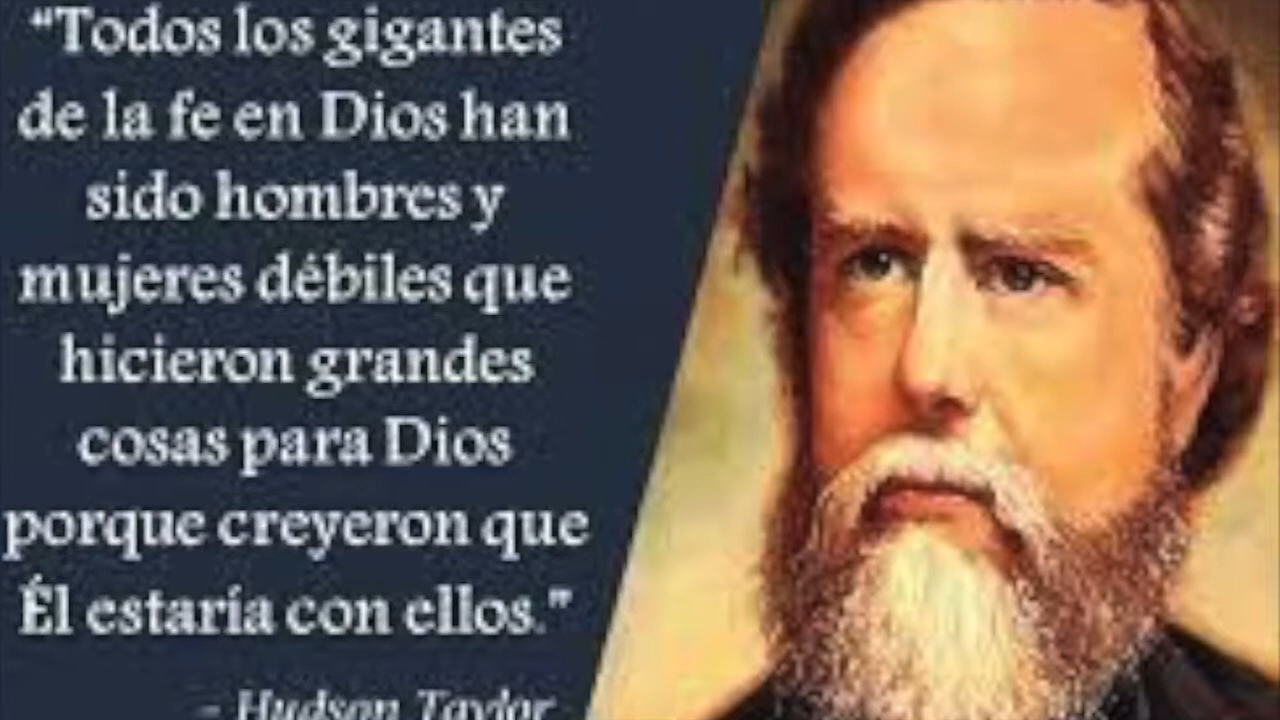 “Todos los gigantes
de la fe en Dios han
sido hombres y
mujeres débiles que
hicieron grandes
cosas para Dios
porque creyeron que
Él estaría con ellos.”
- Hudson Taylor